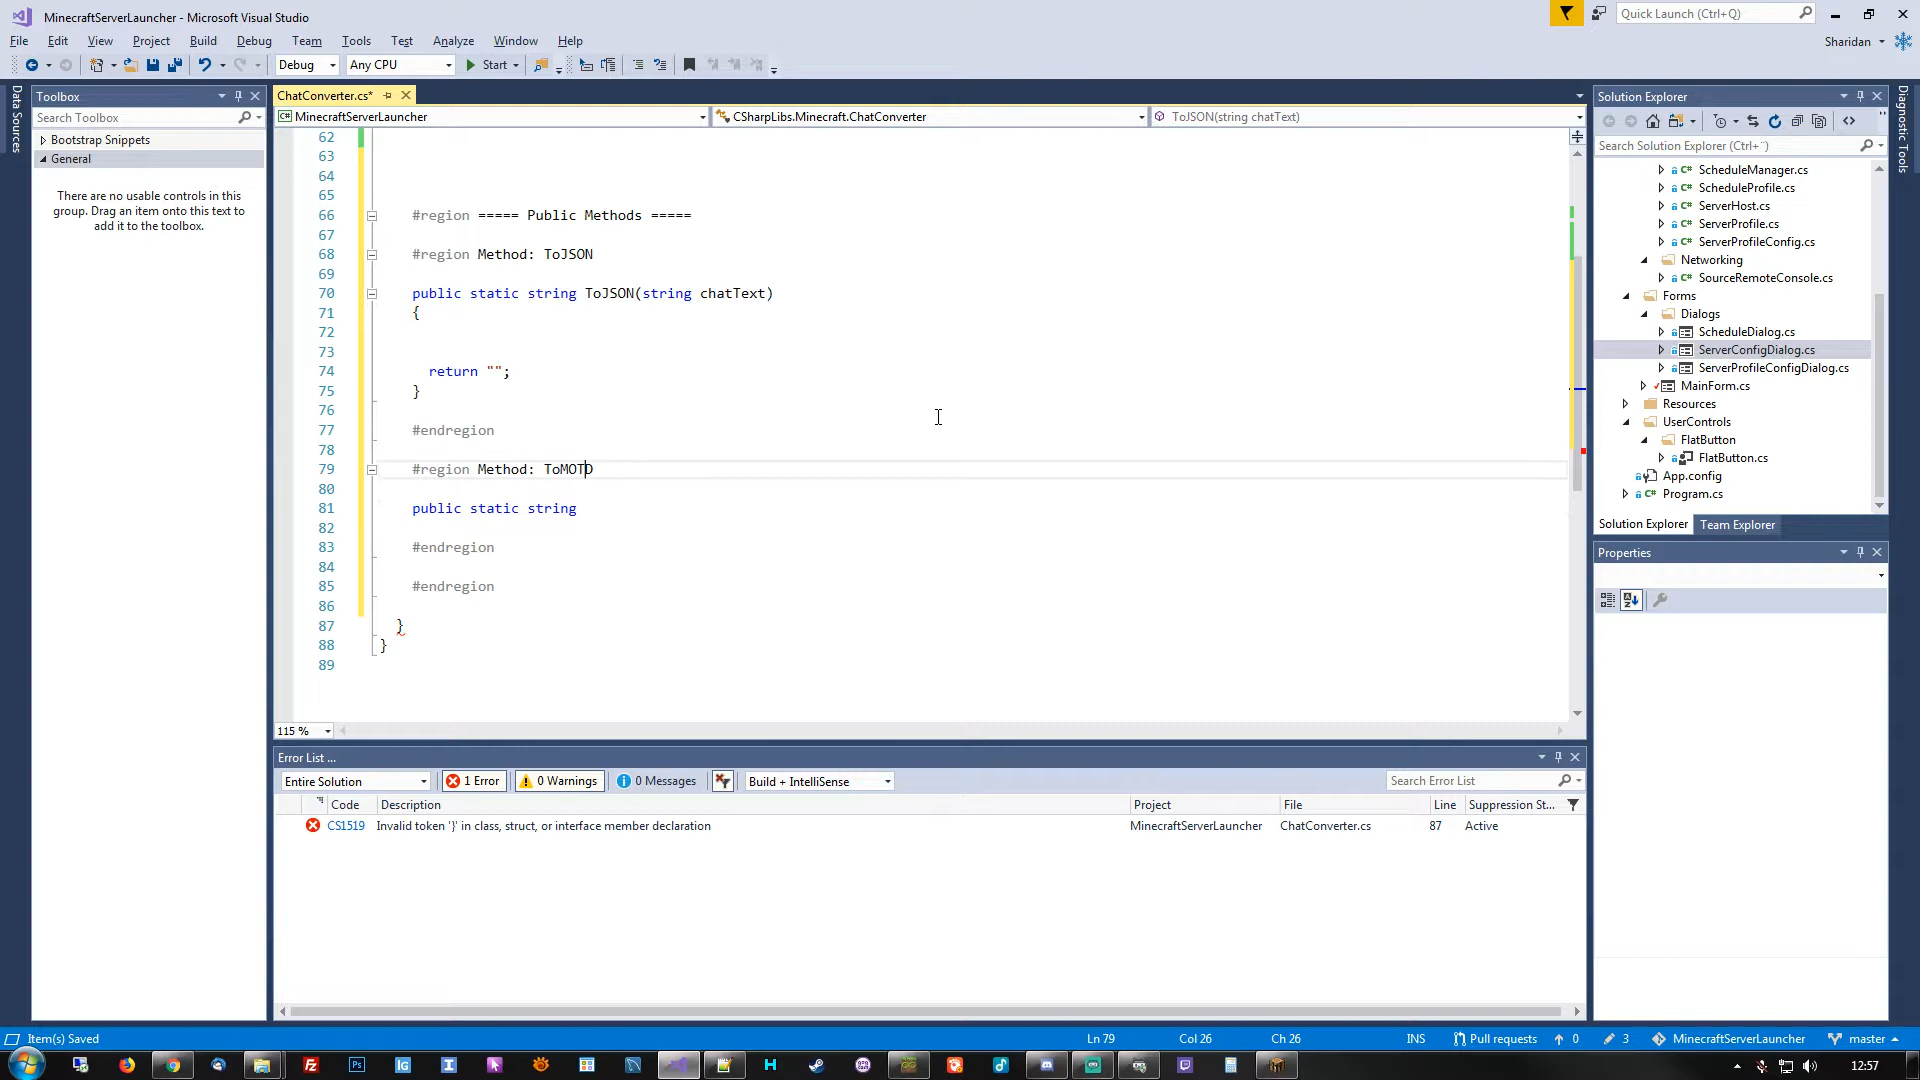 MinecraftServerLauncher - Microsoft Visual Studio
Quick Launch (Ctrl+Q)
File Edit View Project Build Debug Team Tools Test Analyze Window Help
Sharidan
Debug Any CPU Start
Data Sources
Toolbox
Search Toolbox
Bootstrap Snippets
General
There are no usable controls in this
group. Drag an item onto this text to
add it to the toolbox.
ChatConverter.cs*
MinecraftServerLauncher CSharpLibs.Minecraft.ChatConverter ToJSON(string chatText)
62
63
64
65
66 #region ===== Public Methods =====
67
68 #region Method: ToJSON
69
70 public static string ToJSON(string chatText)
71 {
72
73
74 return "";
75 }
76
77 #endregion
78
79 #region Method: ToMOTD
80
81 public static string
82
83 #endregion
84
85 #endregion
86
87 }
88 }
89
115 %
Error List ...
Entire Solution 1 Error 0 Warnings 0 Messages Build + IntelliSense Search Error List
Code Description Project File Line Suppression St...
CS1519 Invalid token '}' in class, struct, or interface member declaration MinecraftServerLauncher ChatConverter.cs 87 Active
Solution Explorer
Search Solution Explorer (Ctrl+¨)
C# ScheduleManager.cs
C# ScheduleProfile.cs
C# ServerHost.cs
C# ServerProfile.cs
C# ServerProfileConfig.cs
Networking
C# SourceRemoteConsole.cs
Forms
Dialogs
ScheduleDialog.cs
ServerConfigDialog.cs
ServerProfileConfigDialog.cs
MainForm.cs
Resources
UserControls
FlatButton
FlatButton.cs
App.config
C# Program.cs
Solution Explorer Team Explorer
Properties
Diagnostic Tools
Item(s) Saved Ln 79 Col 26 Ch 26 INS Pull requests 0 3 MinecraftServerLauncher master
12:57